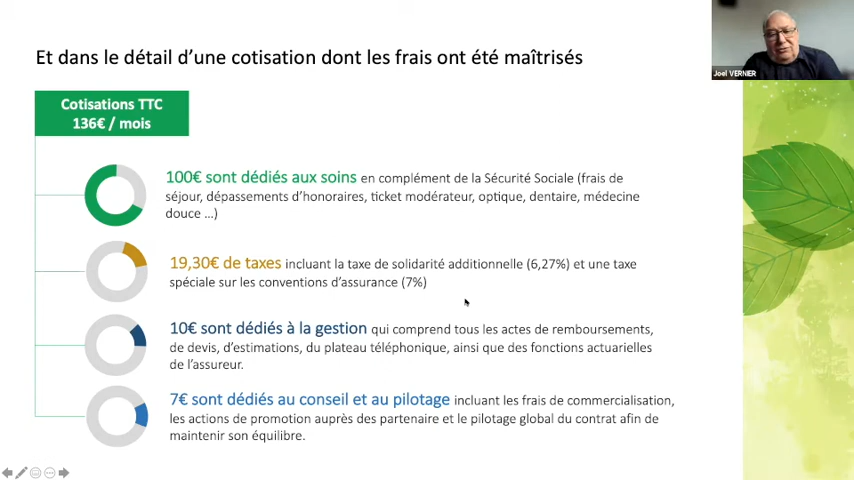 Et dans le détail d'une cotisation dont les frais ont été maîtrisés
Joel VERNIER
Cotisations TTC
136€ / mois
100€ sont dédiés aux soins en complément de la Sécurité Sociale (frais de
séjour, dépassements d'honoraires, ticket modérateur, optique, dentaire, médecine
douce ...)
19,30€ de taxes incluant la taxe de solidarité additionnelle (6,27%) et une taxe
spéciale sur les conventions d'assurance (7%)
10€ sont dédiés à la gestion qui comprend tous les actes de remboursements,
de devis, d'estimations, du plateau téléphonique, ainsi que des fonctions actuarielles
de l'assureur.
7€ sont dédiés au conseil et au pilotage incluant les frais de commercialisation,
les actions de promotion auprès des partenaire et le pilotage global du contrat afin de
maintenir son équilibre.